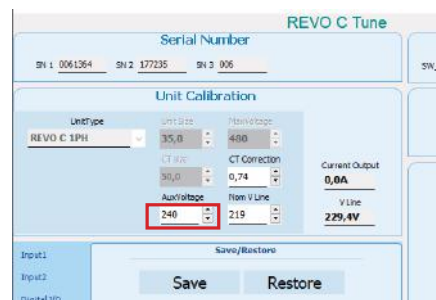 REVO C Tune
Serial Number
SN 1 0061364 SN 2 177235 SN 3 006
SW_
Unit Calibration
UnitType Unit Size MaxVoltage
REVO C 1PH 35,0 480
CT Size CT Correction Current Output
50,0 0,74 0,0A
AuxVoltage Nom V Line V Line
240 219 229,4V
Input1 Save/Restore
Input2 Save Restore
Digital I/O